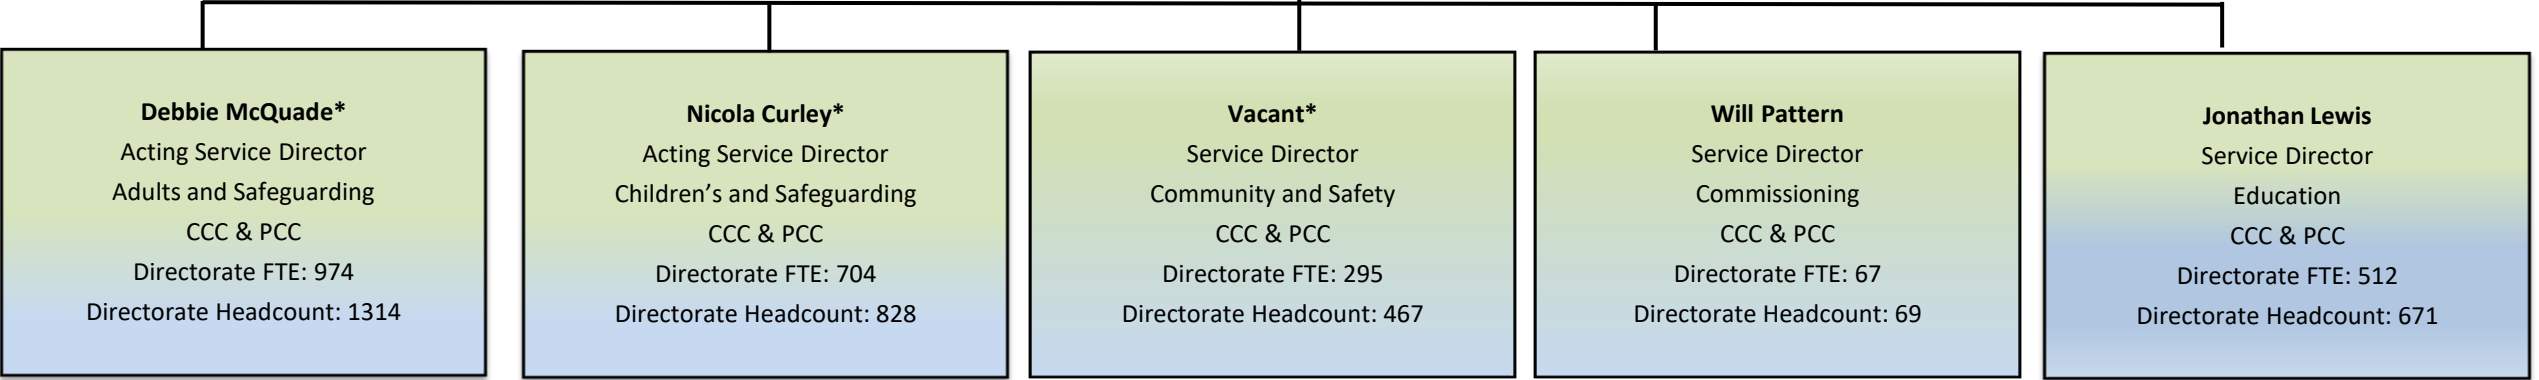 Debbie McQuade*
Acting Service Director
Adults and Safeguarding
CCC & PCC
Directorate FTE: 974
Directorate Headcount: 1314
Nicola Curley*
Acting Service Director
Children’s and Safeguarding
CCC & PCC
Directorate FTE: 704
Directorate Headcount: 828
Vacant*
Service Director
Community and Safety
CCC & PCC
Directorate FTE: 295
Directorate Headcount: 467
Will Pattern
Service Director
Commissioning
CCC & PCC
Directorate FTE: 67
Directorate Headcount: 69
Jonathan Lewis
Service Director
Education
CCC & PCC
Directorate FTE: 512
Directorate Headcount: 671